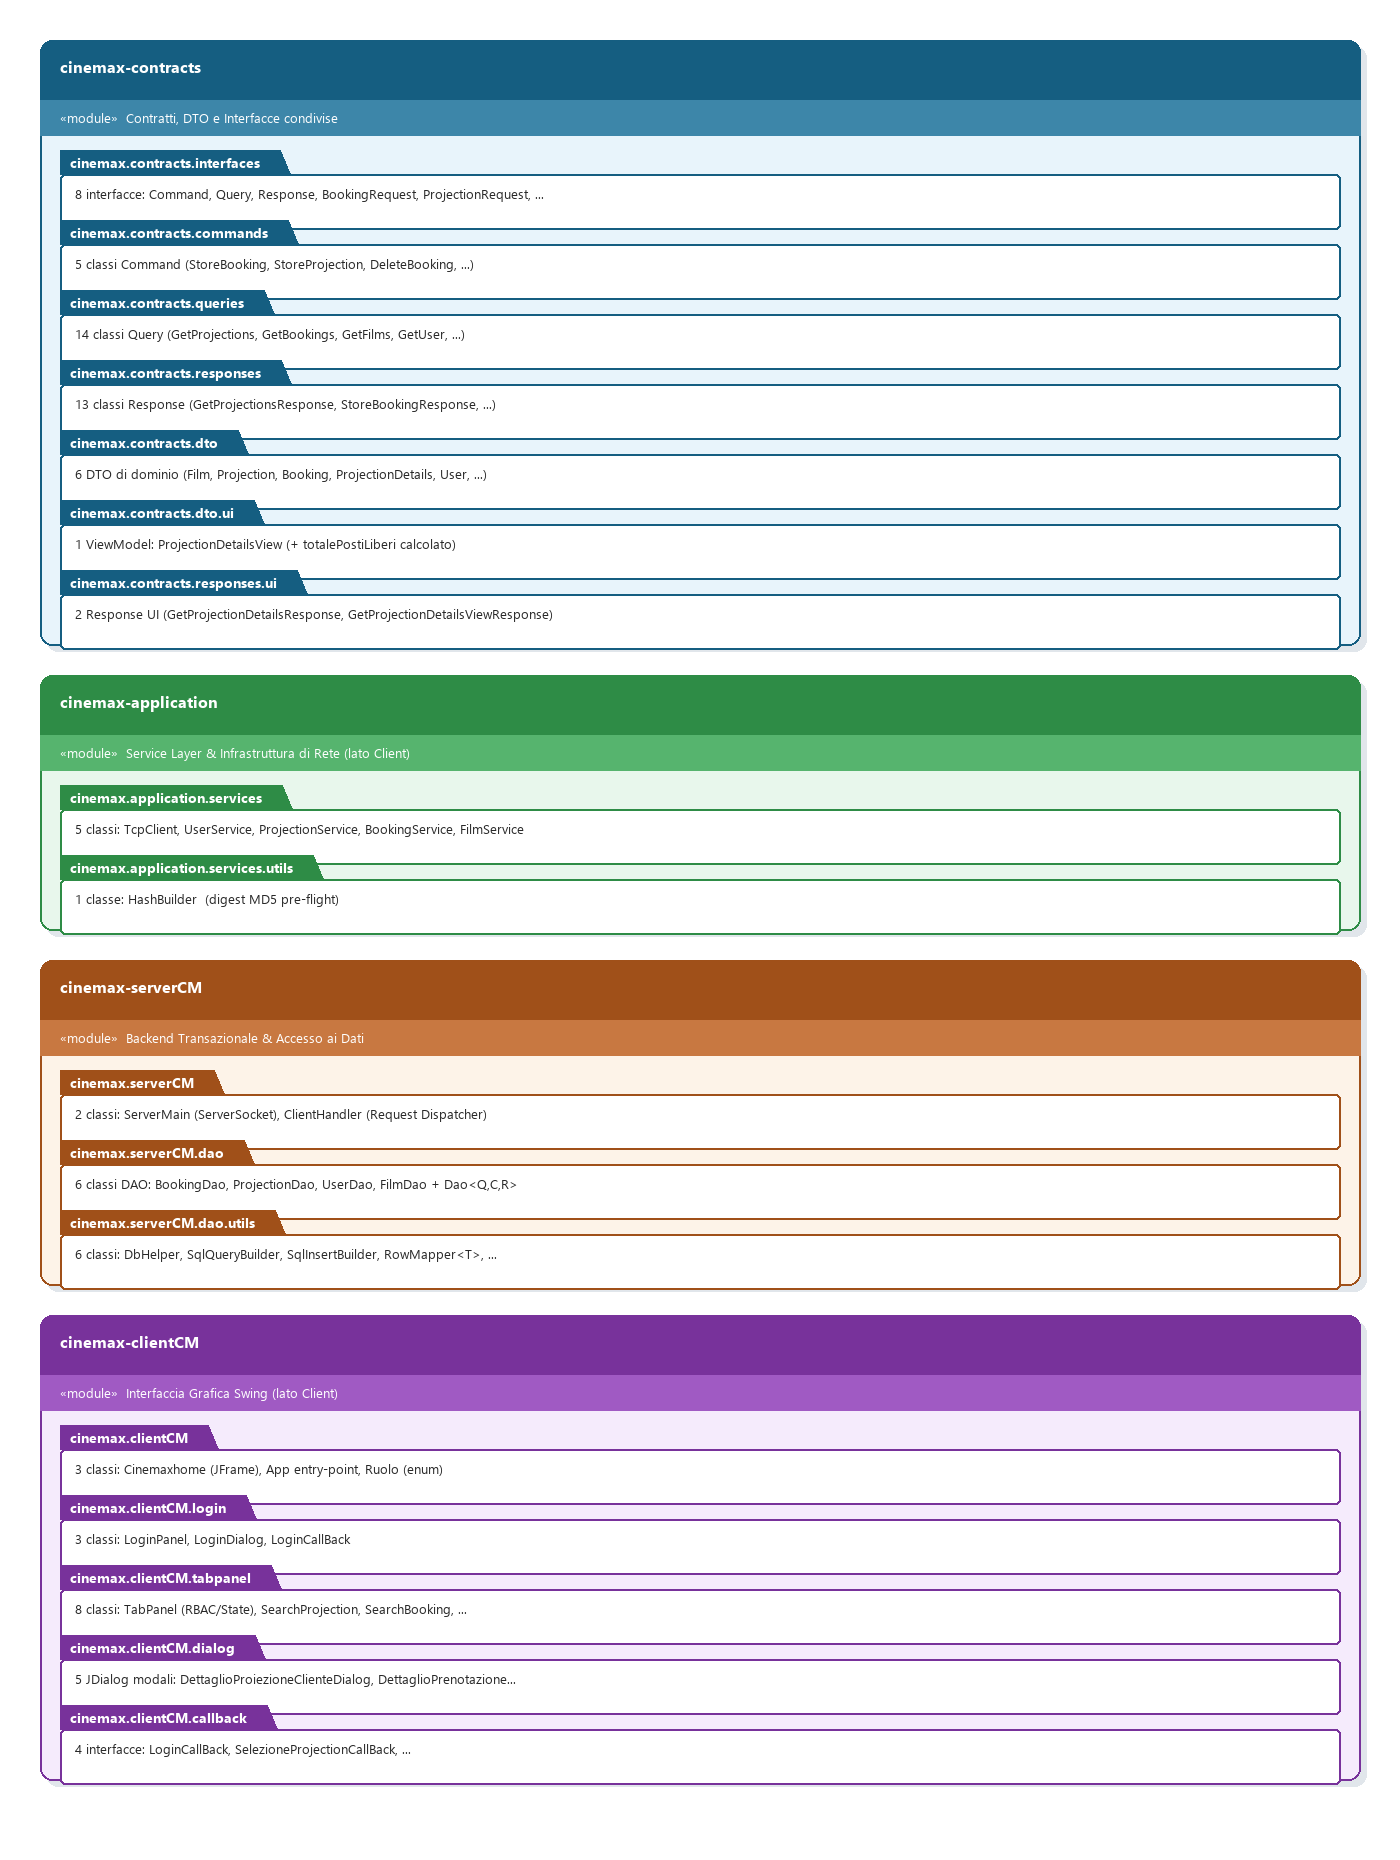 cinemax-contracts
«module»  Contratti, DTO e Interfacce condivise
cinemax.contracts.interfaces
8 interfacce: Command, Query, Response, BookingRequest, ProjectionRequest, ...
cinemax.contracts.commands
5 classi Command (StoreBooking, StoreProjection, DeleteBooking, ...)
cinemax.contracts.queries
14 classi Query (GetProjections, GetBookings, GetFilms, GetUser, ...)
cinemax.contracts.responses
13 classi Response (GetProjectionsResponse, StoreBookingResponse, ...)
cinemax.contracts.dto
6 DTO di dominio (Film, Projection, Booking, ProjectionDetails, User, ...)
cinemax.contracts.dto.ui
1 ViewModel: ProjectionDetailsView (+ totalePostiLiberi calcolato)
cinemax.contracts.responses.ui
2 Response UI (GetProjectionDetailsResponse, GetProjectionDetailsViewResponse)
cinemax-application
«module»  Service Layer & Infrastruttura di Rete (lato Client)
cinemax.application.services
5 classi: TcpClient, UserService, ProjectionService, BookingService, FilmService
cinemax.application.services.utils
1 classe: HashBuilder  (digest MD5 pre-flight)
cinemax-serverCM
«module»  Backend Transazionale & Accesso ai Dati
cinemax.serverCM
2 classi: ServerMain (ServerSocket), ClientHandler (Request Dispatcher)
cinemax.serverCM.dao
6 classi DAO: BookingDao, ProjectionDao, UserDao, FilmDao + Dao<Q,C,R>
cinemax.serverCM.dao.utils
6 classi: DbHelper, SqlQueryBuilder, SqlInsertBuilder, RowMapper<T>, ...
cinemax-clientCM
«module»  Interfaccia Grafica Swing (lato Client)
cinemax.clientCM
3 classi: Cinemaxhome (JFrame), App entry-point, Ruolo (enum)
cinemax.clientCM.login
3 classi: LoginPanel, LoginDialog, LoginCallBack
cinemax.clientCM.tabpanel
8 classi: TabPanel (RBAC/State), SearchProjection, SearchBooking, ...
cinemax.clientCM.dialog
5 JDialog modali: DettaglioProiezioneClienteDialog, DettaglioPrenotazione...
cinemax.clientCM.callback
4 interfacce: LoginCallBack, SelezioneProjectionCallBack, ...